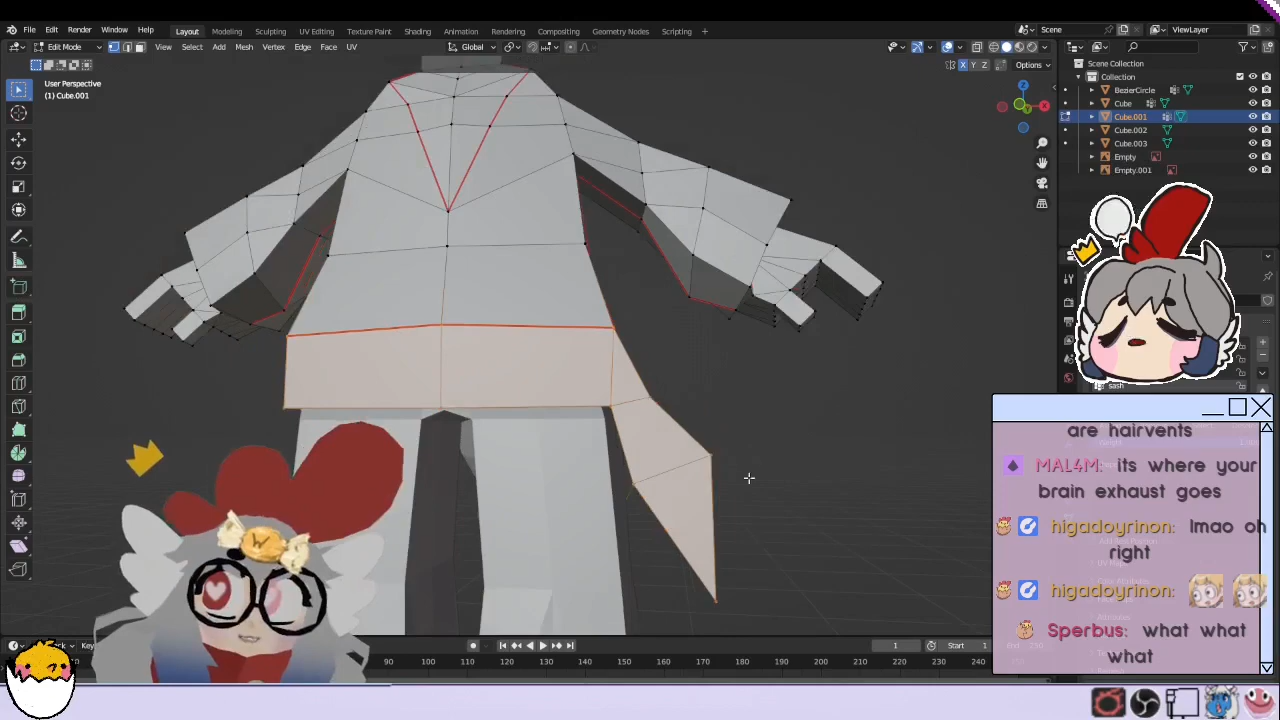 File Edit Render Window Help
Layout Modeling Sculpting UV Editing Texture Paint Shading Animation Rendering Compositing Geometry Nodes Scripting +
Scene
ViewLayer
Edit Mode
View Select Add Mesh Vertex Edge Face UV
Global
X Y Z
Options
User Perspective
(1) Cube.001
Z
X
Y
Scene Collection
Collection
BezierCircle
Cube
Cube.001
Cube.002
Cube.003
Empty
Empty.001
sash
are hairvents
MAL4M: its where your
brain exhaust goes
higadoyrinon: lmao oh
right
higadoyrinon:
Sperbus: what what
what
W
1
Start 1
90 100 110 120 130 140 150 160 170 180 190 200 210 220 230 240